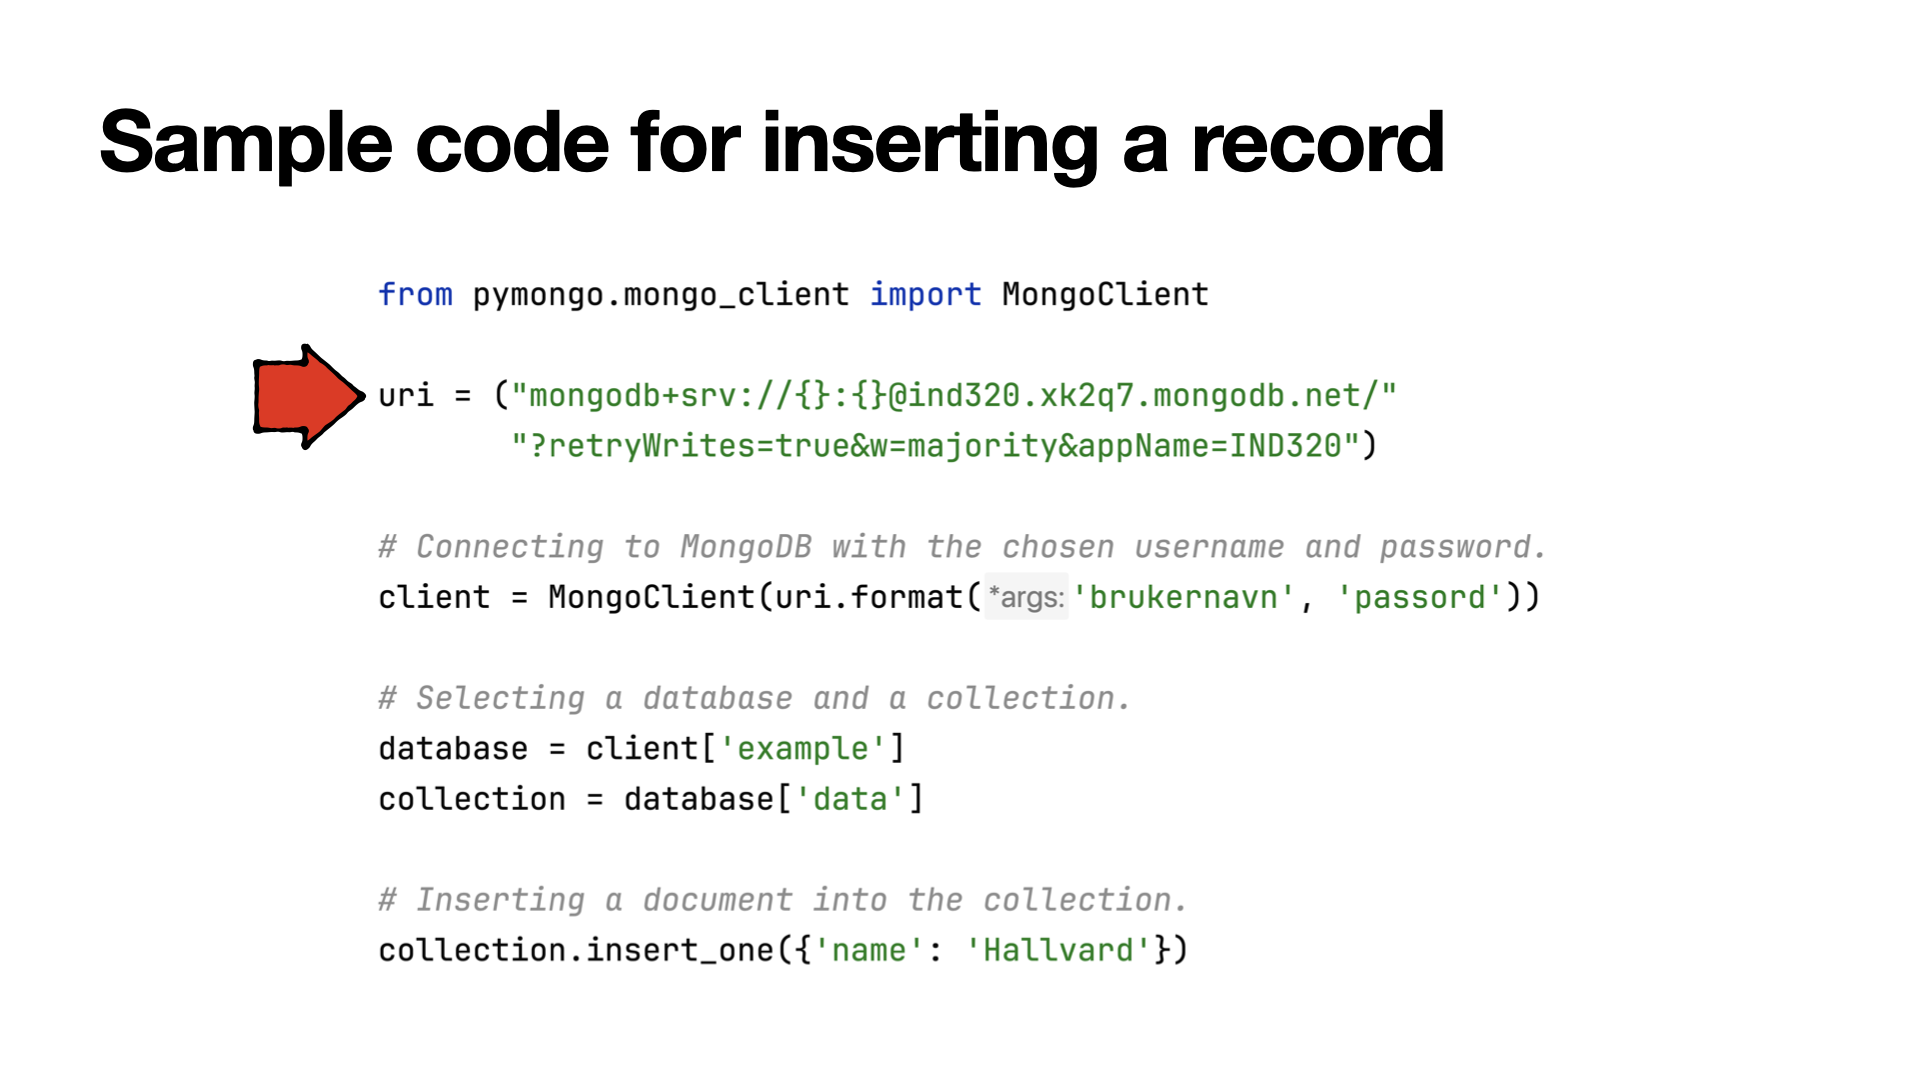 Sample code for inserting a record
from pymongo.mongo_client import MongoClient
uri = ("mongodb+srv://{}:{}@ind320.xk2q7.mongodb.net/"
"?retryWrites=true&w=majority&appName=IND320")
# Connecting to MongoDB with the chosen username and password.
client = MongoClient(uri.format(*args: 'brukernavn', 'passord'))
# Selecting a database and a collection.
database = client['example']
collection = database['data']
# Inserting a document into the collection.
collection.insert_one({'name': 'Hallvard'})